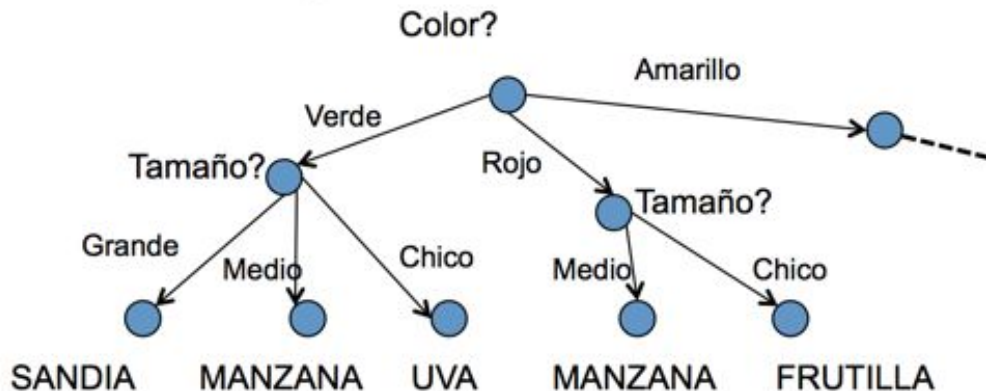 Color?
Amarillo
Verde
Rojo
Tamaño?
Tamaño?
Grande
Medio
Chico
Medio
Chico
SANDIA
MANZANA
UVA
MANZANA
FRUTILLA